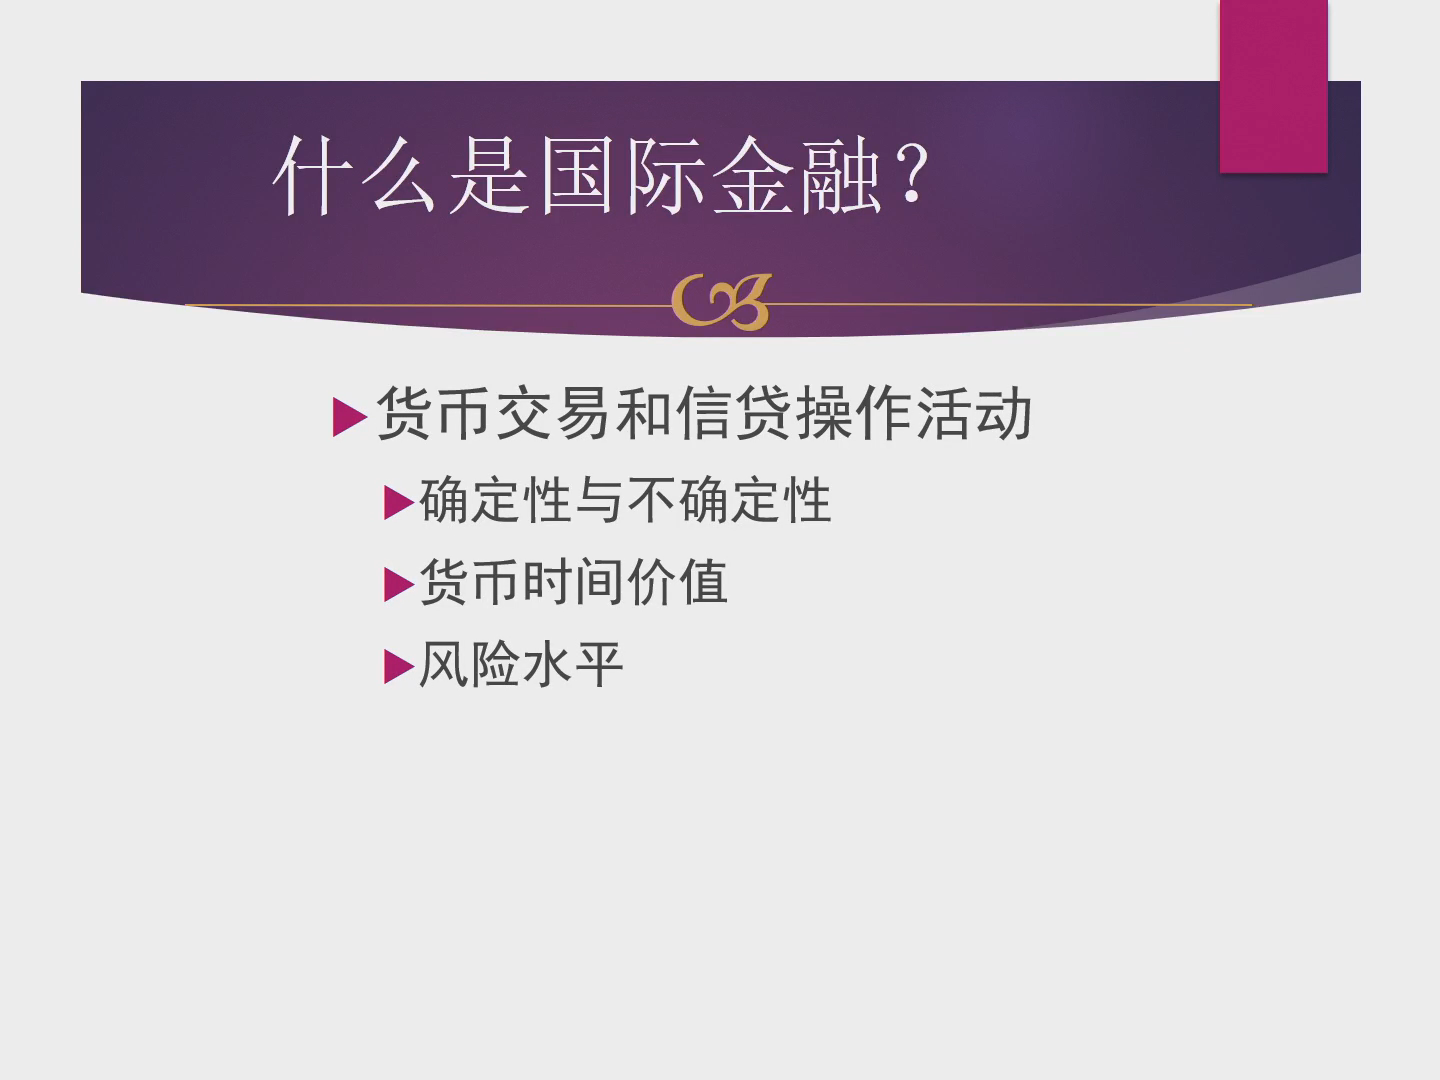 什么是国际金融？
货币交易和信贷操作活动
确定性与不确定性
货币时间价值
风险水平